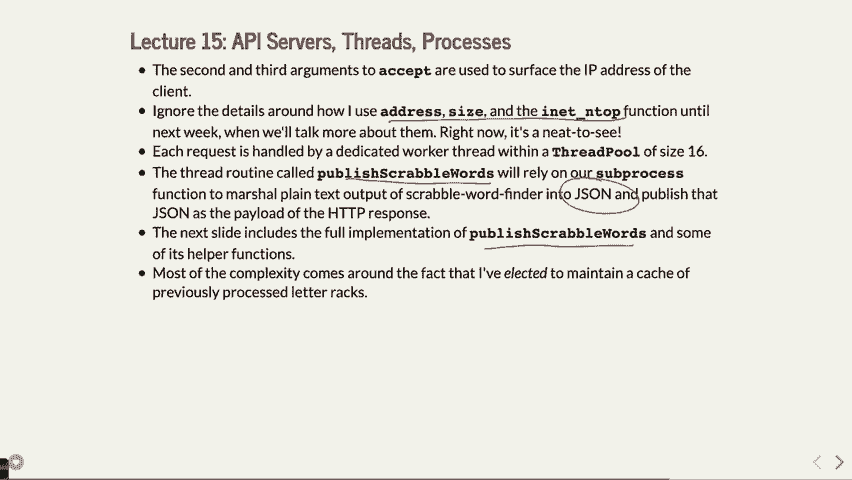 Lecture 15: API Servers, Threads, Processes
• The second and third arguments to accept are used to surface the IP address of the
client.
• Ignore the details around how I use address, size, and the inet_ntop function until
next week, when we'll talk more about them. Right now, it's a neat-to-see!
• Each request is handled by a dedicated worker thread within a ThreadPool of size 16.
• The thread routine called publishScrabbleWords will rely on our subprocess
function to marshal plain text output of scrabble-word-finder into JSON and publish that
JSON as the payload of the HTTP response.
• The next slide includes the full implementation of publishScrabbleWords and some
of its helper functions.
• Most of the complexity comes around the fact that I've elected to maintain a cache of
previously processed letter racks.